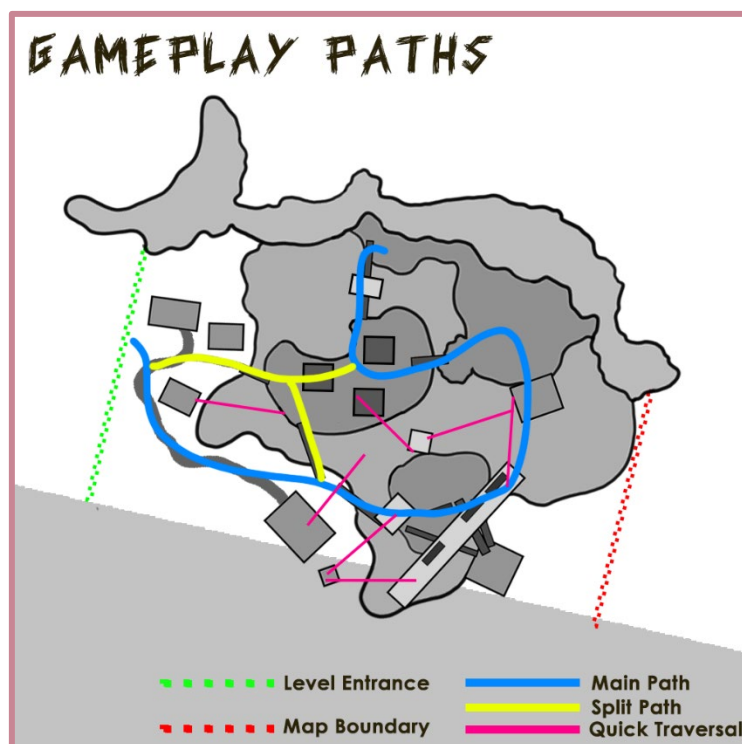 GAMEPLAY PATHS
Level Entrance
Main Path
Split Path
Map Boundary
Quick Traversal